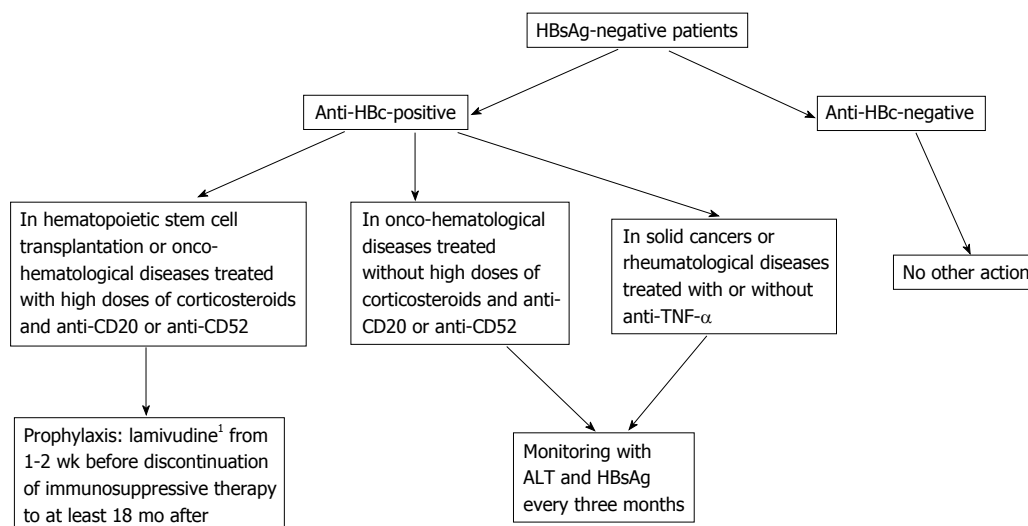 HBsAg-negative patients
Anti-HBc-positive
Anti-HBc-negative
In hematopoietic stem cell
transplantation or onco-
hematological diseases treated
with high doses of corticosteroids
and anti-CD20 or anti-CD52
In onco-hematological
diseases treated
without high doses of
corticosteroids and anti-
CD20 or anti-CD52
In solid cancers or
rheumatological diseases
treated with or without
anti-TNF-α
No other action
Prophylaxis: lamivudine¹ from
1-2 wk before discontinuation
of immunosuppressive therapy
to at least 18 mo after
Monitoring with
ALT and HBsAg
every three months